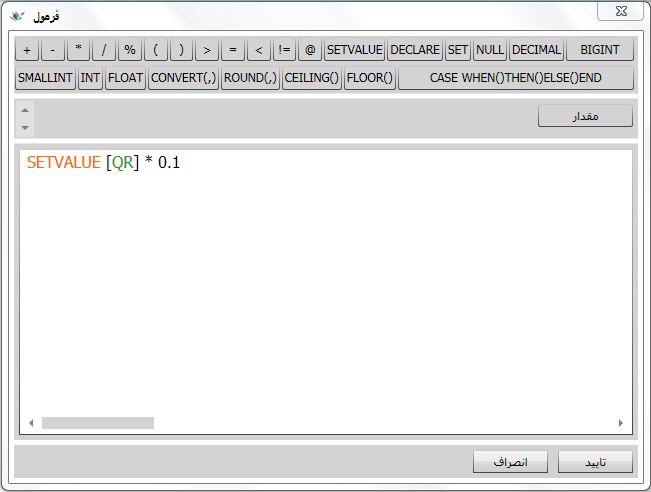 فرمول
+ - * / % ( ) > = < != @ SETVALUE DECLARE SET NULL DECIMAL BIGINT
SMALLINT INT FLOAT CONVERT(,) ROUND(,) CEILING() FLOOR() CASE WHEN()THEN()ELSE()END
مقدار
SETVALUE [QR] * 0.1
تایید انصراف